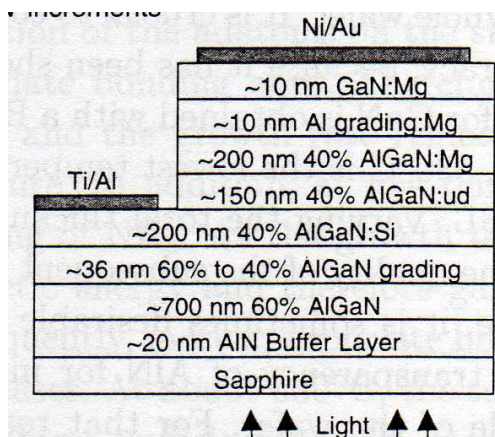 Ni/Au
~10 nm GaN:Mg
~10 nm Al grading:Mg
~200 nm 40% AlGaN:Mg
Ti/Al
~150 nm 40% AlGaN:ud
~200 nm 40% AlGaN:Si
~36 nm 60% to 40% AlGaN grading
~700 nm 60% AlGaN
~20 nm AlN Buffer Layer
Sapphire
Light